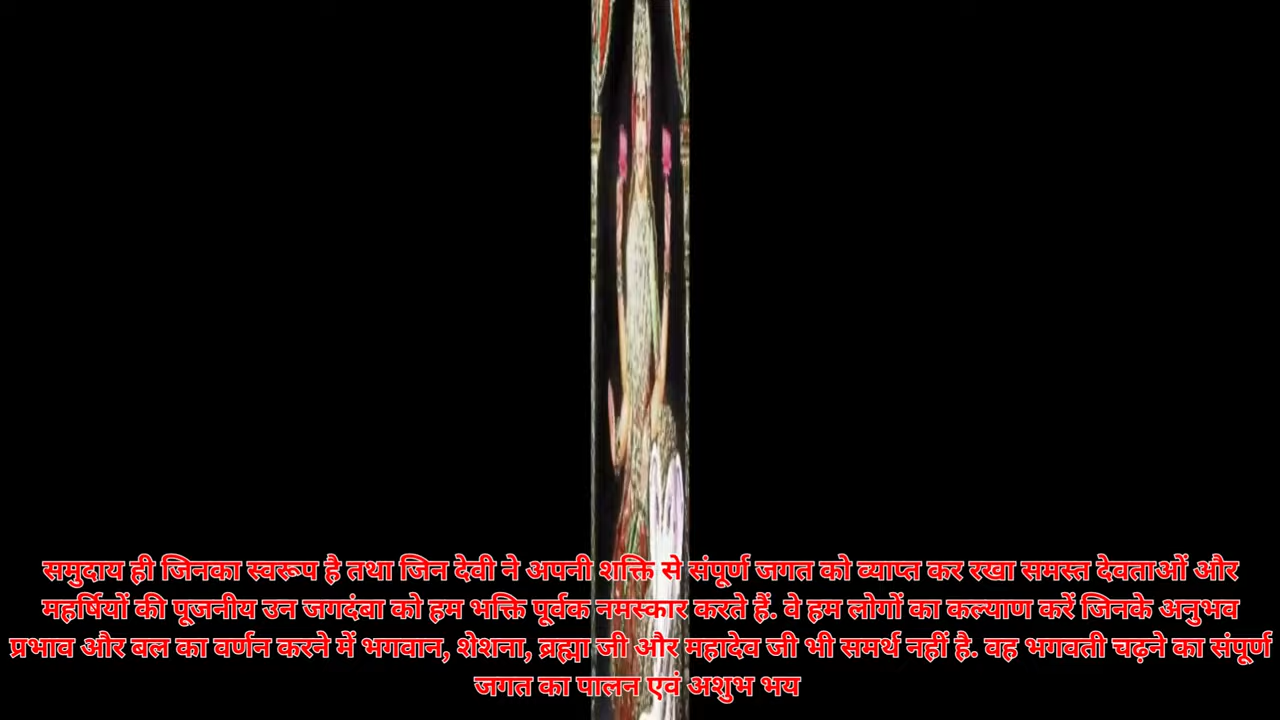 समुदाय ही जिनका स्वरूप है तथा जिन देवी ने अपनी शक्ति से संपूर्ण जगत को व्याप्त कर रखा समस्त देवताओं और
महर्षियों की पूजनीय उन जगदंबा को हम भक्ति पूर्वक नमस्कार करते हैं. वे हम लोगों का कल्याण करें जिनके अनुभव
प्रभाव और बल का वर्णन करने में भगवान, शेशना, ब्रह्मा जी और महादेव जी भी समर्थ नहीं है. वह भगवती चढ़ने का संपूर्ण
जगत का पालन एवं अशुभ भय